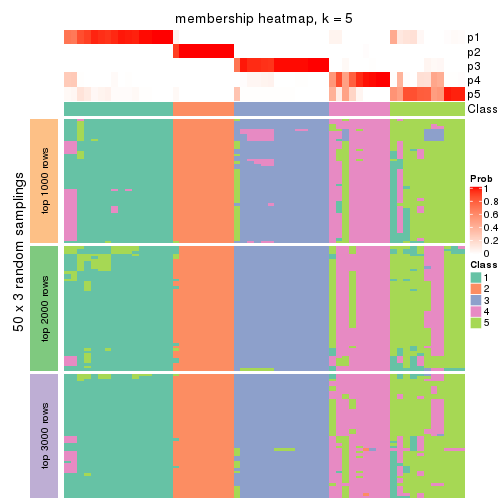 membership heatmap, k = 5
p1
p2
p3
p4
p5
Class
50 x 3 random samplings
top 1000 rows
top 2000 rows
top 3000 rows
Prob
1
0.8
0.6
0.4
0.2
0
Class
1
2
3
4
5